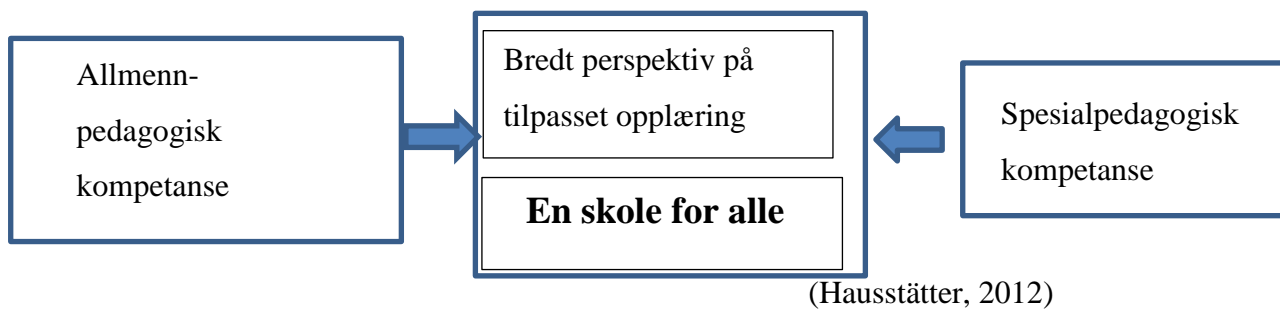 Allmenn-
pedagogisk
kompetanse
Bredt perspektiv på
tilpasset opplæring
En skole for alle
Spesialpedagogisk
kompetanse
(Hausstätter, 2012)